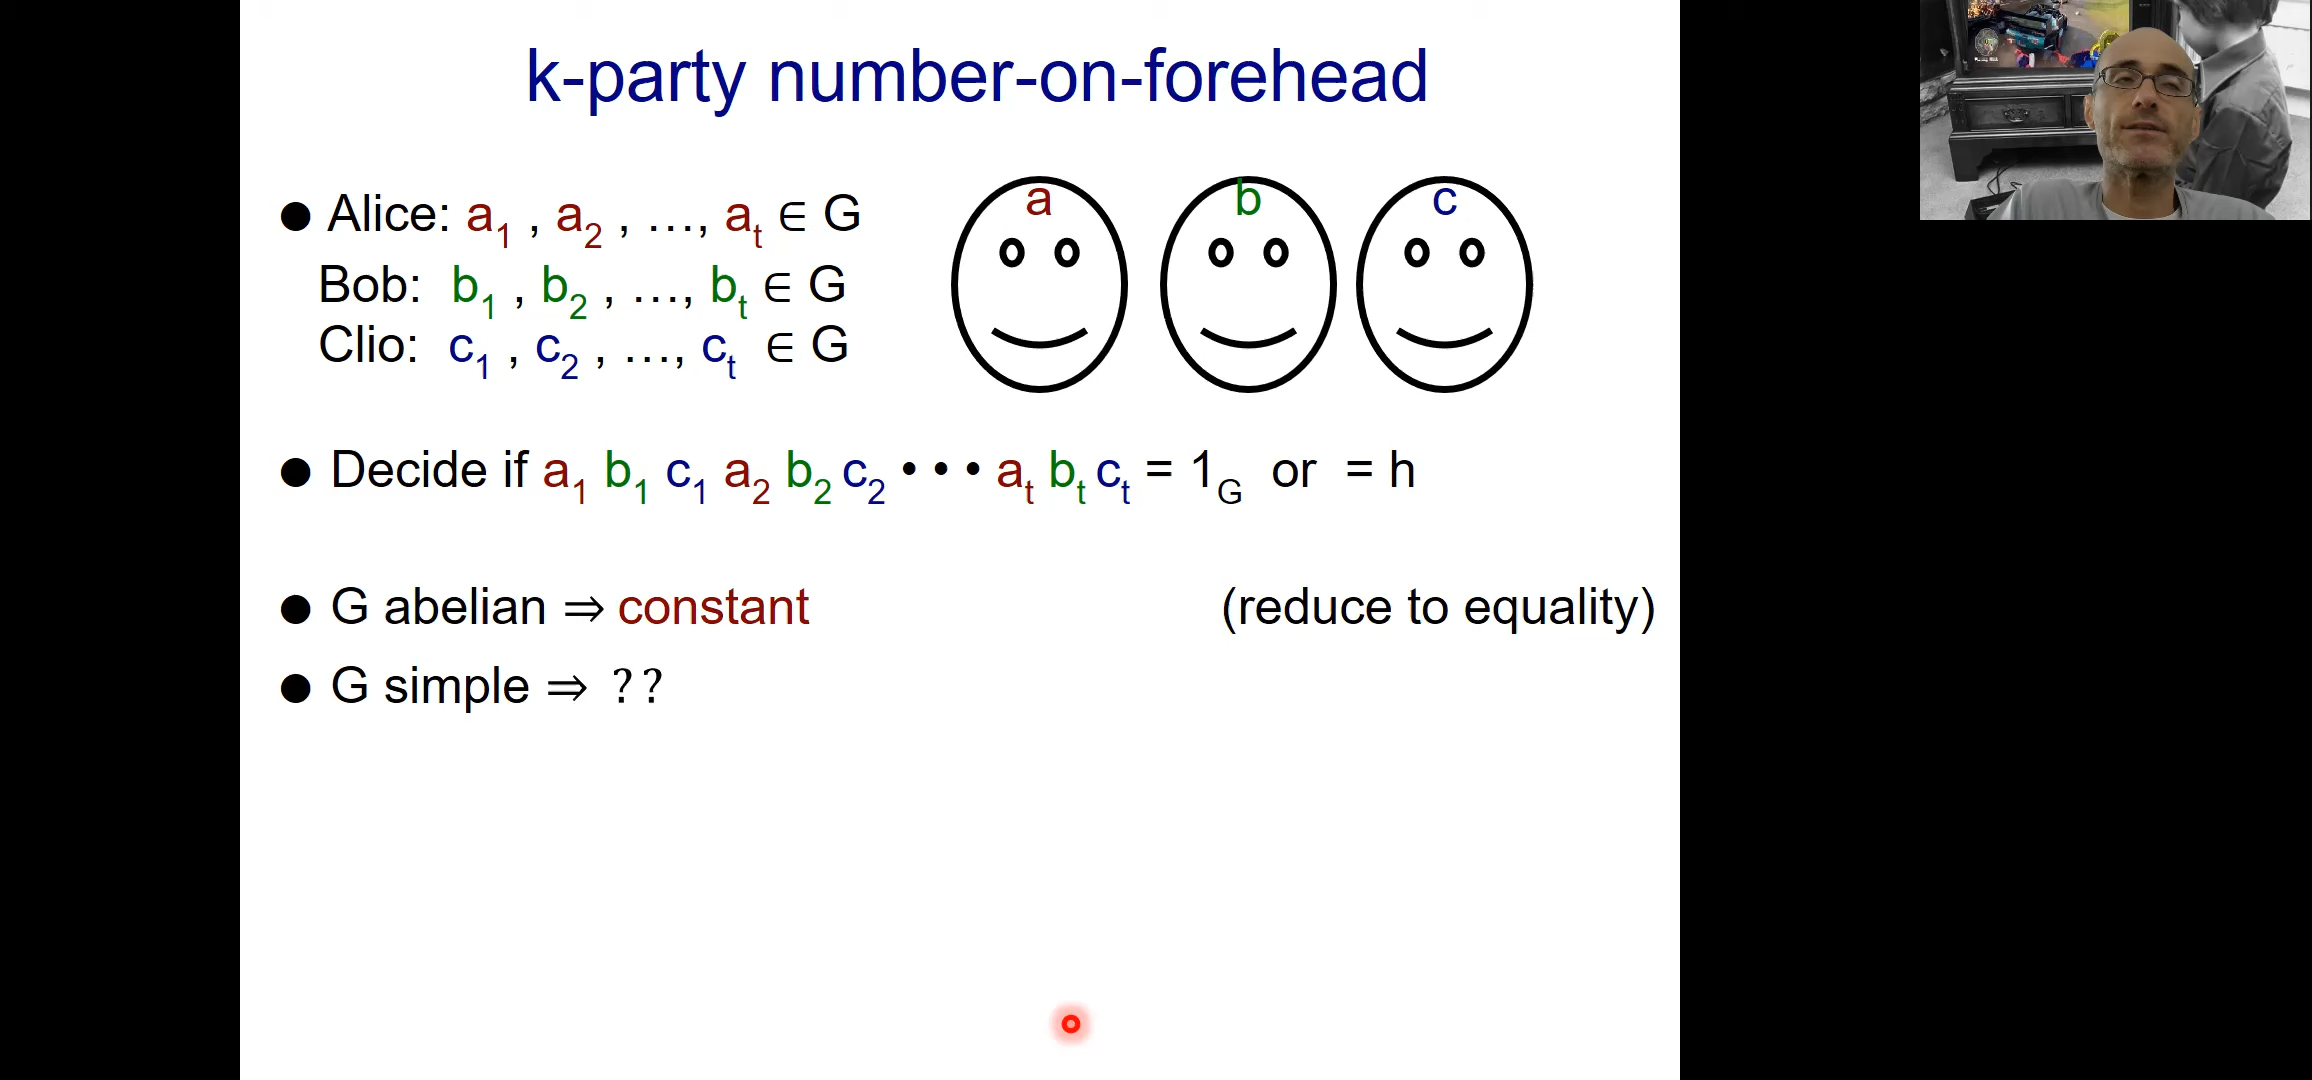 k-party number-on-forehead
● Alice: a₁ , a₂ , …, aₜ ∈ G
a b c
Bob: b₁ , b₂ , …, bₜ ∈ G
Clio: c₁ , c₂ , …, cₜ ∈ G
● Decide if a₁ b₁ c₁ a₂ b₂ c₂ • • • aₜ bₜ cₜ = 1_G or = h
● G abelian ⇒ constant (reduce to equality)
● G simple ⇒ ??